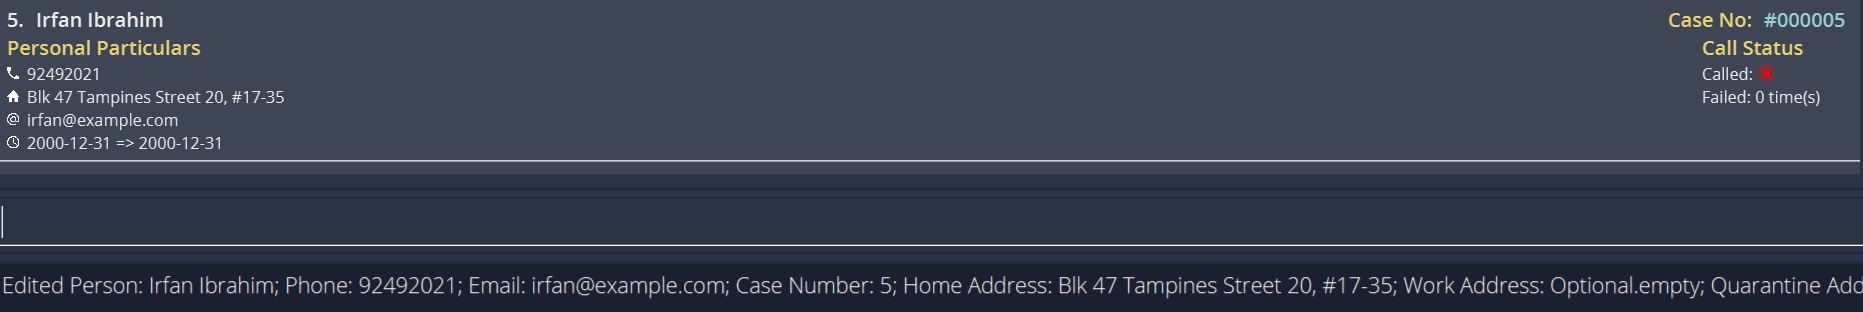 5. Irfan Ibrahim
Case No: #000005
Personal Particulars
Call Status
92492021
Called:
Blk 47 Tampines Street 20, #17-35
Failed: 0 time(s)
irfan@example.com
2000-12-31 => 2000-12-31
Edited Person: Irfan Ibrahim; Phone: 92492021; Email: irfan@example.com; Case Number: 5; Home Address: Blk 47 Tampines Street 20, #17-35; Work Address: Optional.empty; Quarantine Add